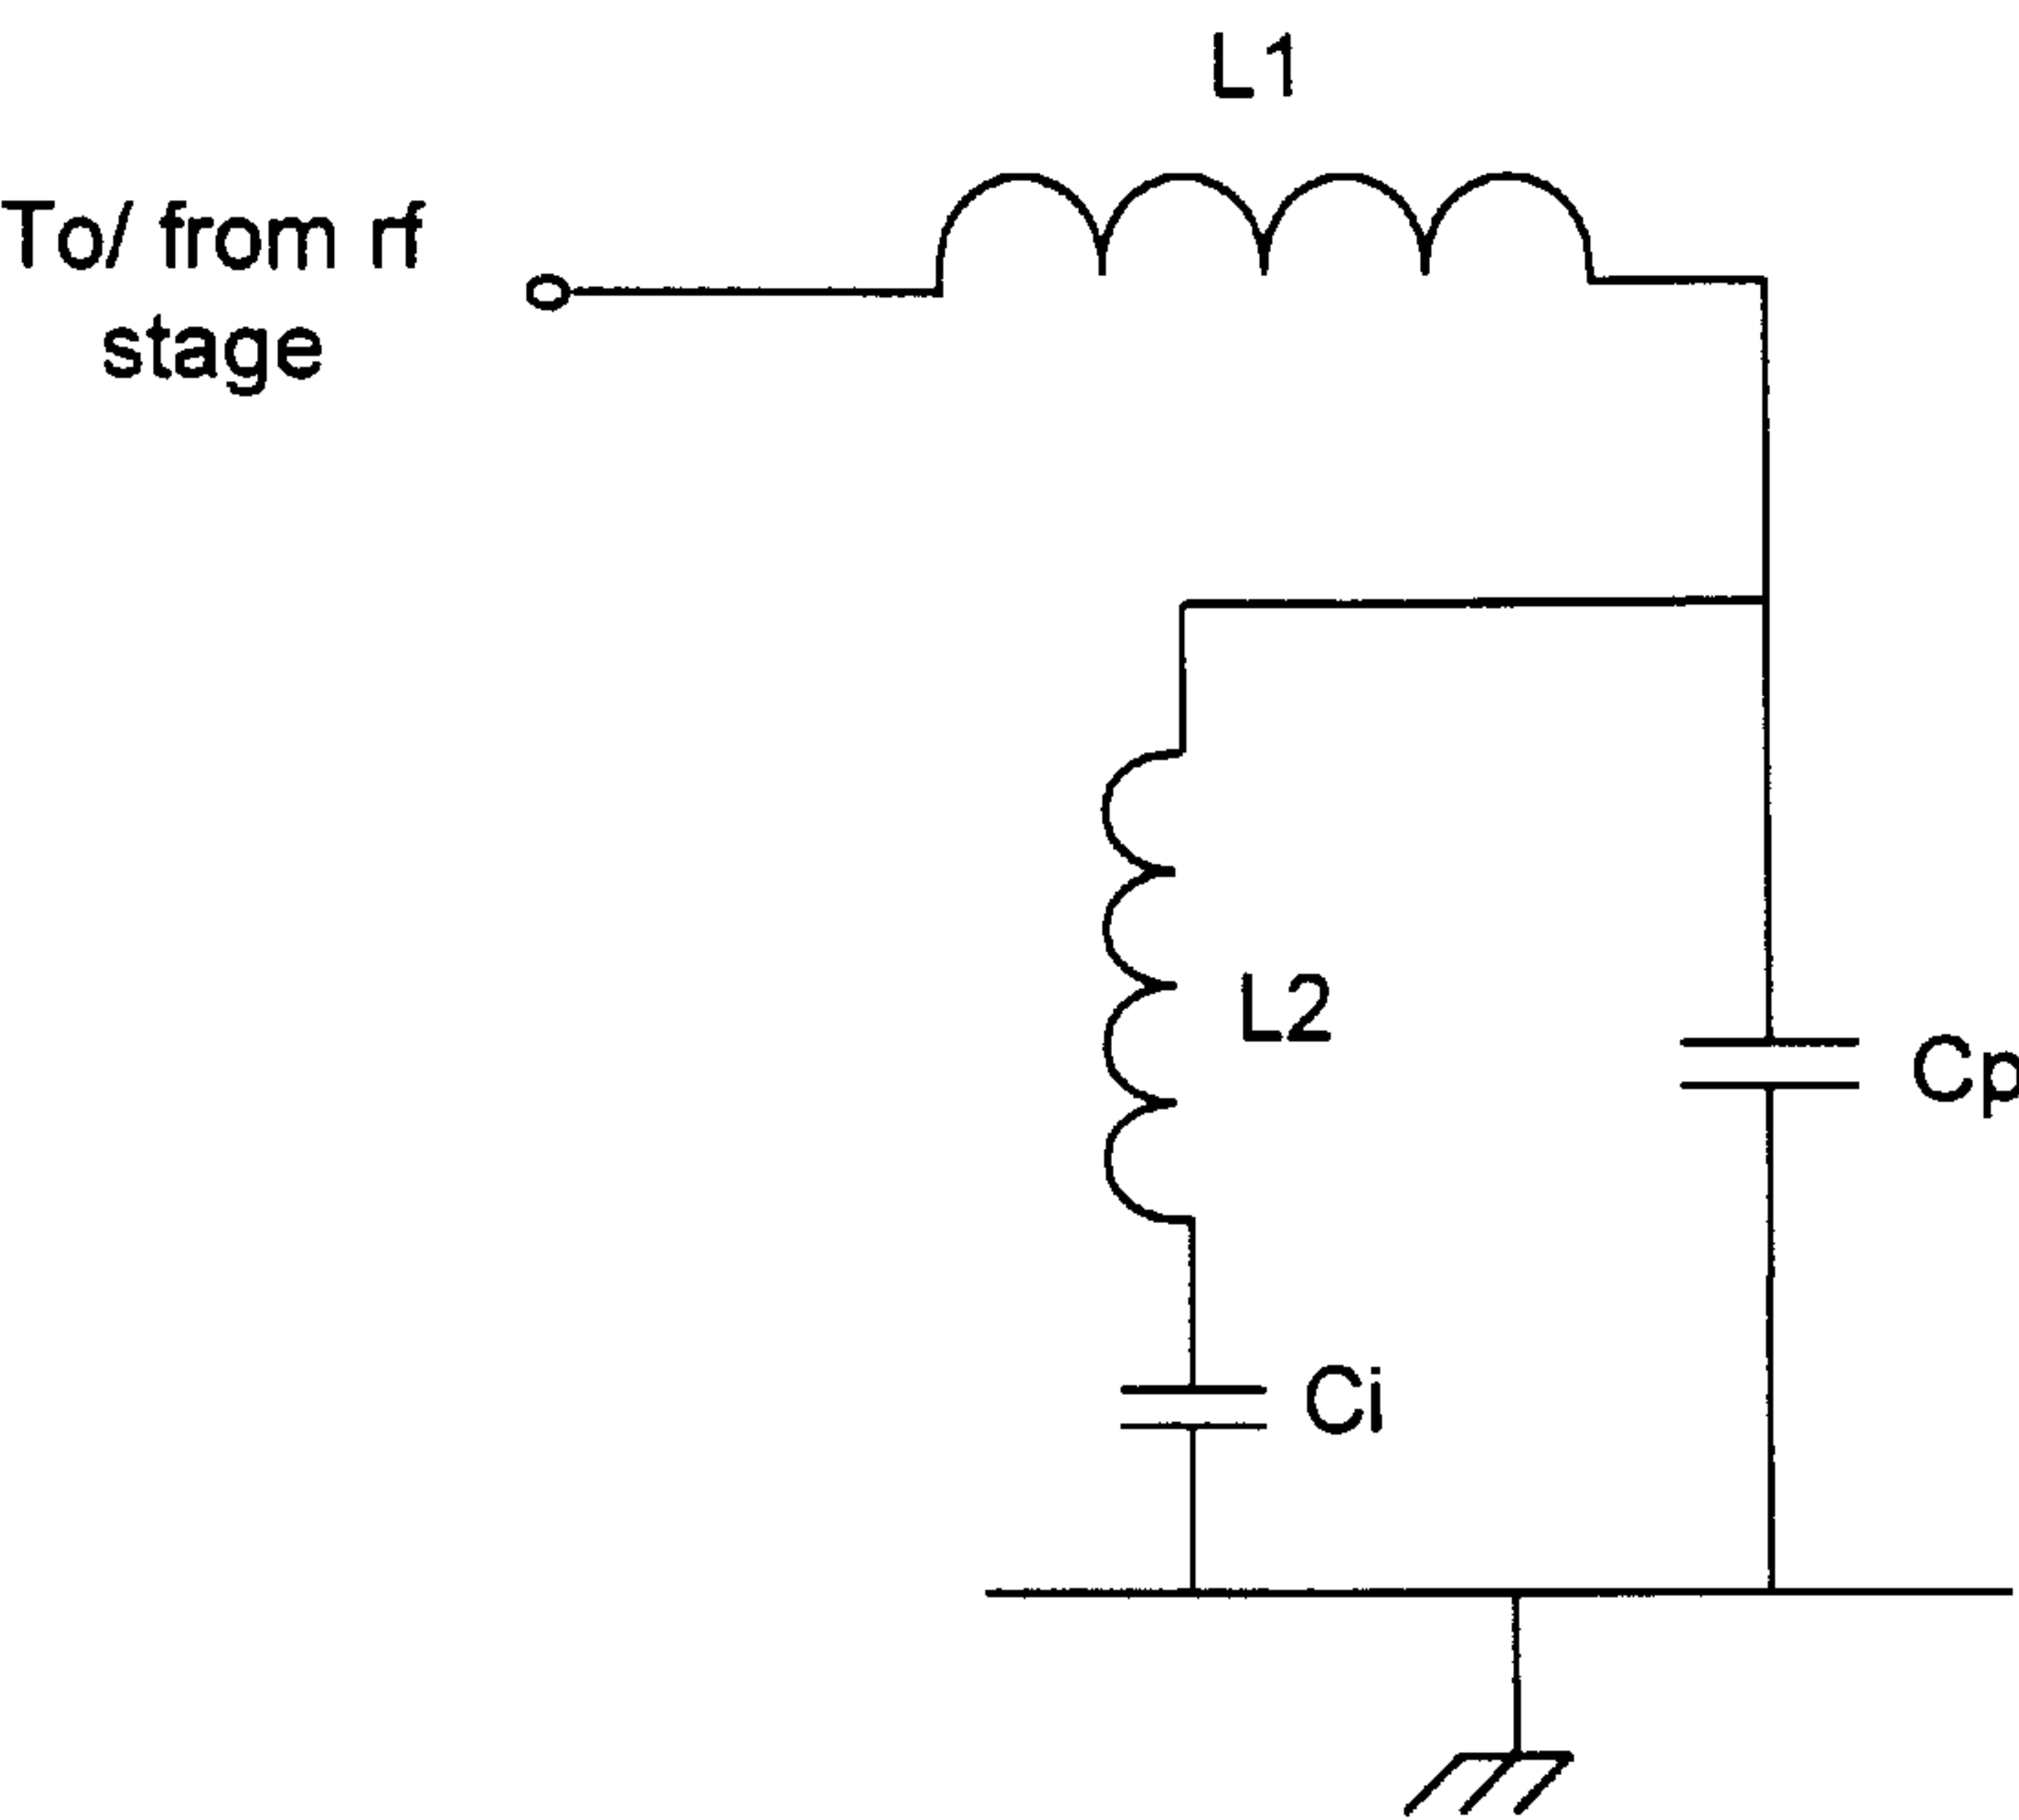 L1
To/ from rf
stage
L2
Cp
Ci